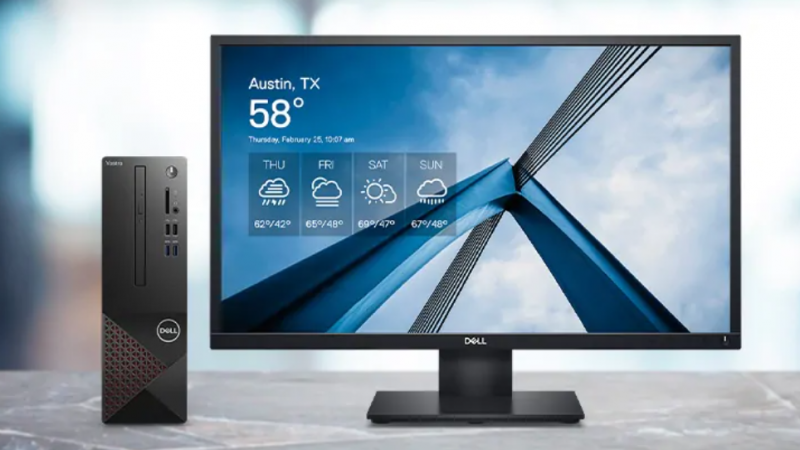 Austin, TX
58°
Thursday, February 25, 10:07 am
THU FRI SAT SUN
62°/42° 65°/48° 69°/47° 67°/48°
Vostro
DELL
DELL